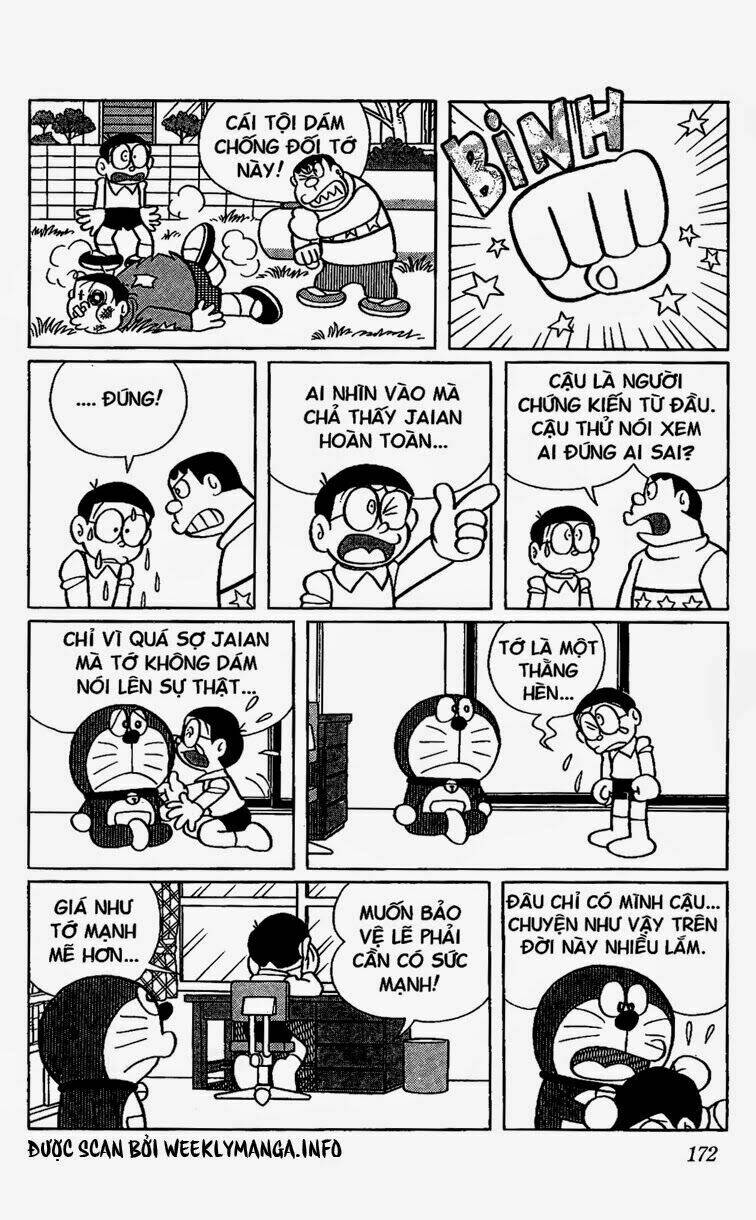 BiNH
CÁI TỘI DÁM
CHỐNG ĐỐI TỚ
NÀY!
CẬU LÀ NGƯỜI
CHỨNG KIẾN TỪ ĐẦU.
CẬU THỬ NÓI XEM
AI ĐÚNG AI SAI?
AI NHÌN VÀO MÀ
CHẢ THẤY JAIAN
HOÀN TOÀN...
.... ĐÚNG!
TỚ LÀ MỘT
THẰNG
HÈN...
CHỈ VÌ QUÁ SỢ JAIAN
MÀ TỚ KHÔNG DÁM
NÓI LÊN SỰ THẬT...
ĐÂU CHỈ CÓ MÌNH CẬU...
CHUYỆN NHƯ VẬY TRÊN
ĐỜI NÀY NHIỀU LẮM.
MUỐN BẢO
VỆ LẼ PHẢI
CẦN CÓ SỨC
MẠNH!
GIÁ NHƯ
TỚ MẠNH
MẼ HƠN...
ĐƯỢC SCAN BỞI WEEKLYMANGA.INFO
172